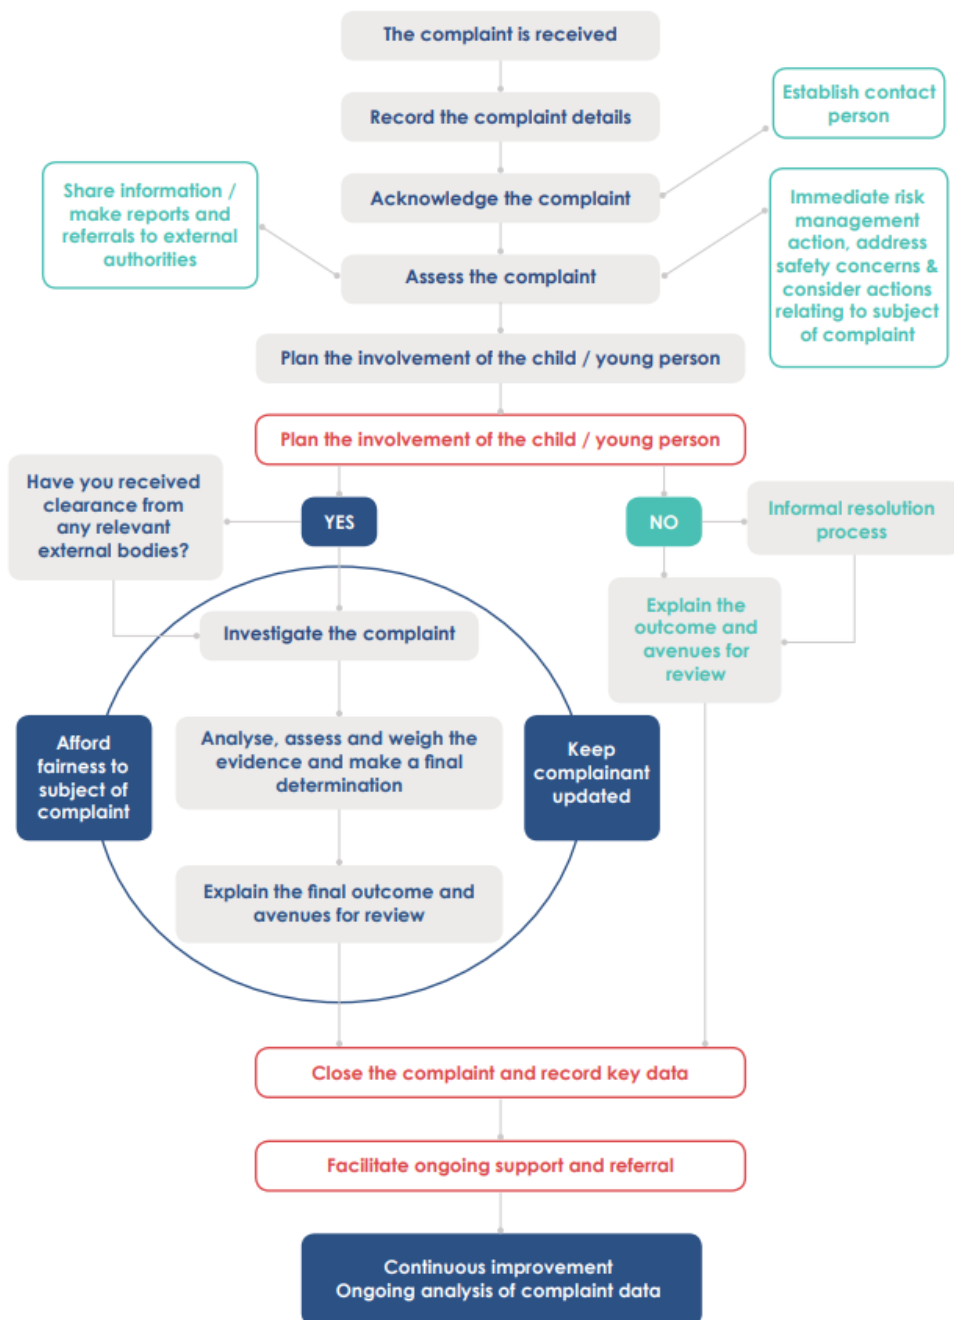 The complaint is received
Record the complaint details
Establish contact
person
Acknowledge the complaint
Share information /
make reports and
referrals to external
authorities
Immediate risk
management
action, address
safety concerns &
consider actions
relating to subject
of complaint
Assess the complaint
Plan the involvement of the child / young person
Plan the involvement of the child / young person
Have you received
clearance from
any relevant
external bodies?
YES
NO
Informal resolution
process
Investigate the complaint
Explain the
outcome and
avenues for
review
Afford
fairness to
subject of
complaint
Analyse, assess and weigh the
evidence and make a final
determination
Keep
complainant
updated
Explain the final outcome and
avenues for review
Close the complaint and record key data
Facilitate ongoing support and referral
Continuous improvement
Ongoing analysis of complaint data